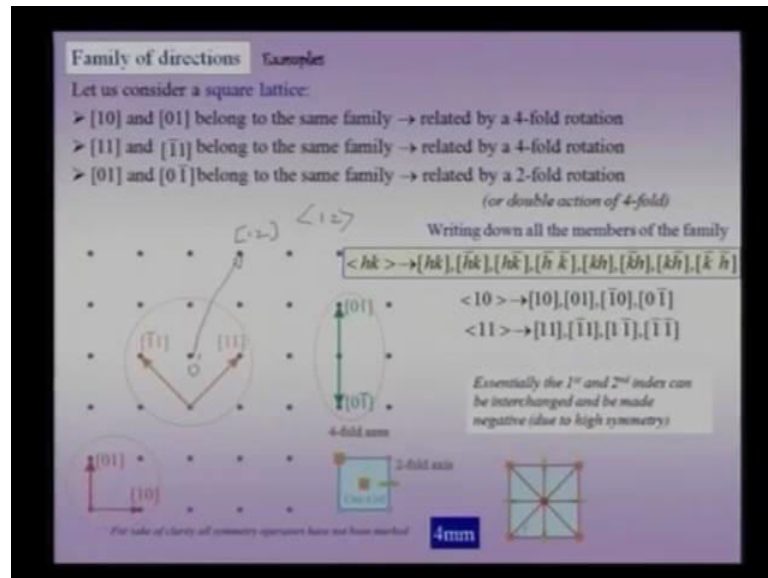 Family of directions Examples
Let us consider a square lattice:
➤ [10] and [01] belong to the same family → related by a 4-fold rotation
➤ [11] and [1̅1] belong to the same family → related by a 4-fold rotation
➤ [01] and [01̅] belong to the same family → related by a 2-fold rotation
(or double action of 4-fold)
[12] <12>
Writing down all the members of the family
<hk>→[hk],[h̅k],[hk̅],[h̅ k̅],[kh],[k̅h],[kh̅],[k̅ h̅]
<10>→[10],[01],[1̅0],[01̅]
<11>→[11],[1̅1],[11̅],[1̅1̅]
[01]
[1̅1] [11]
O
[01̅]
Essentially the 1st and 2nd index can
be interchanged and be made
negative (due to high symmetry)
4-fold axes
[01]
2-fold axis
[10]
Unit Cell
For sake of clarity all symmetry operators have not been marked
4mm